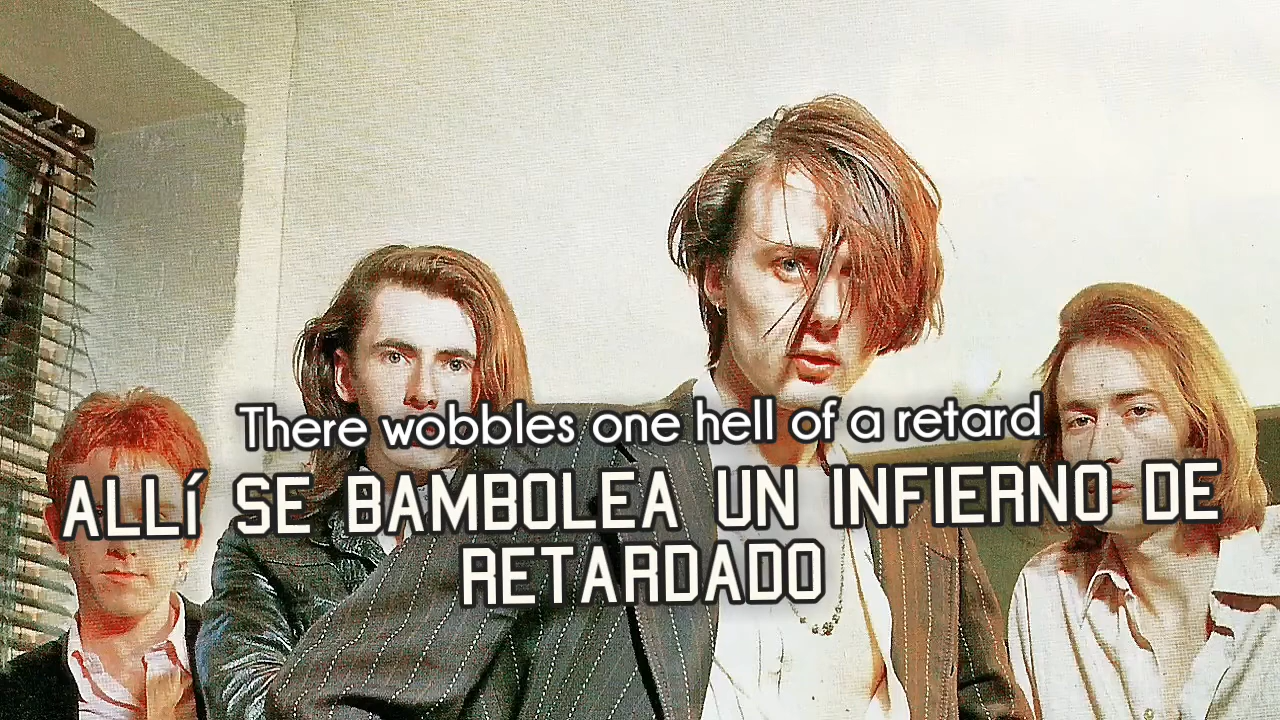 There wobbles one hell of a retard
ALLí SE BAMBOLEA UN INFIERNO DE
RETARDADO